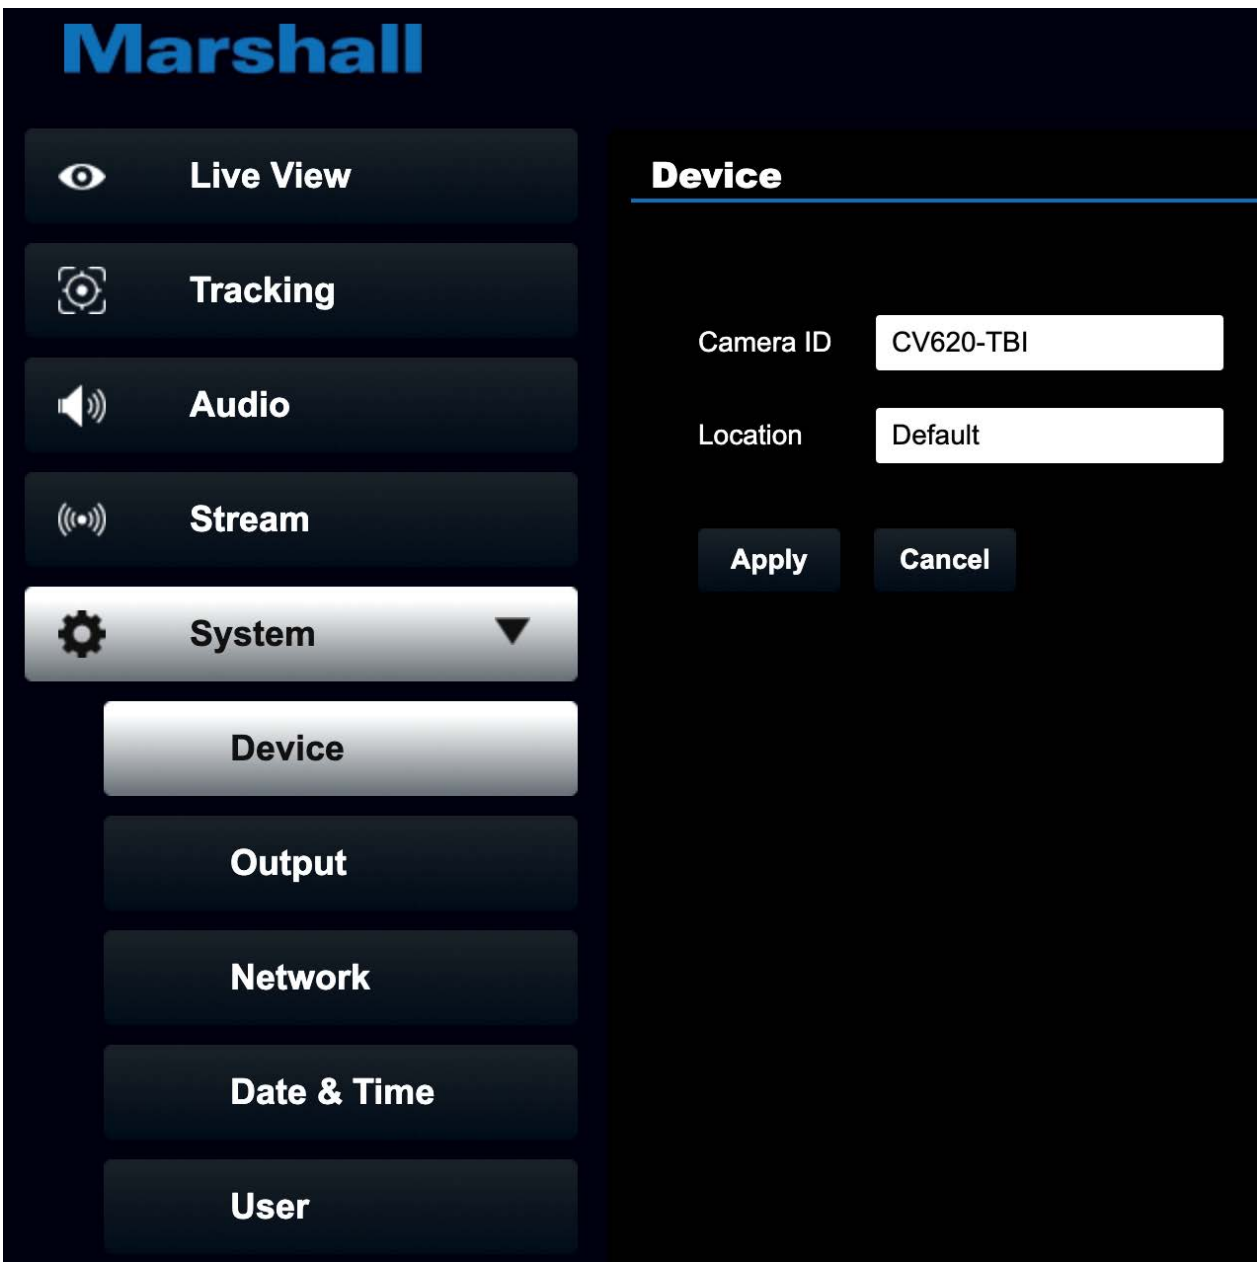 Marshall
Live View
Tracking
Audio
Stream
System
Device
Output
Network
Date & Time
User
Device
Camera ID CV620-TBI
Location Default
Apply Cancel